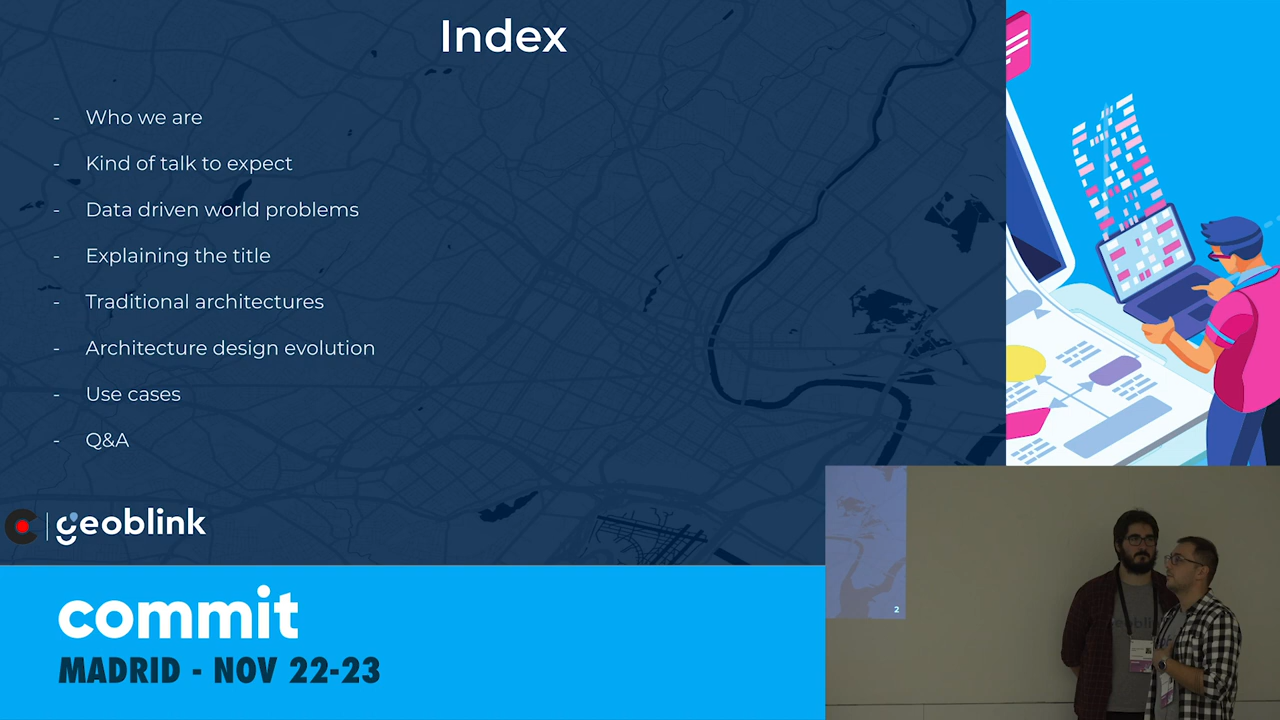 Index
- Who we are
- Kind of talk to expect
- Data driven world problems
- Explaining the title
- Traditional architectures
- Architecture design evolution
- Use cases
- Q&A
geoblink
commit
MADRID - NOV 22-23
2